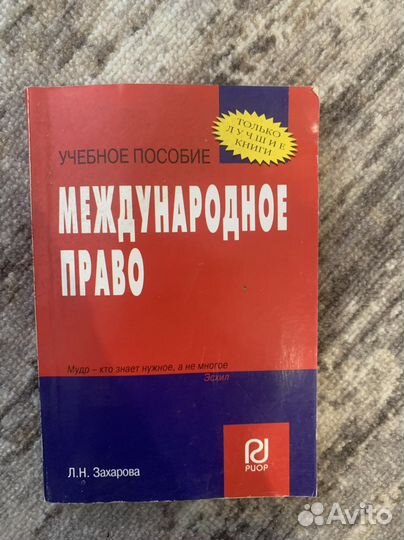 ТОЛЬКО
ЛУЧШИЕ
КНИГИ
УЧЕБНОЕ ПОСОБИЕ
МЕЖДУНАРОДНОЕ
ПРАВО
Мудр – кто знает нужное, а не многое
Эсхил
Л.Н. Захарова
РИОР
Avito